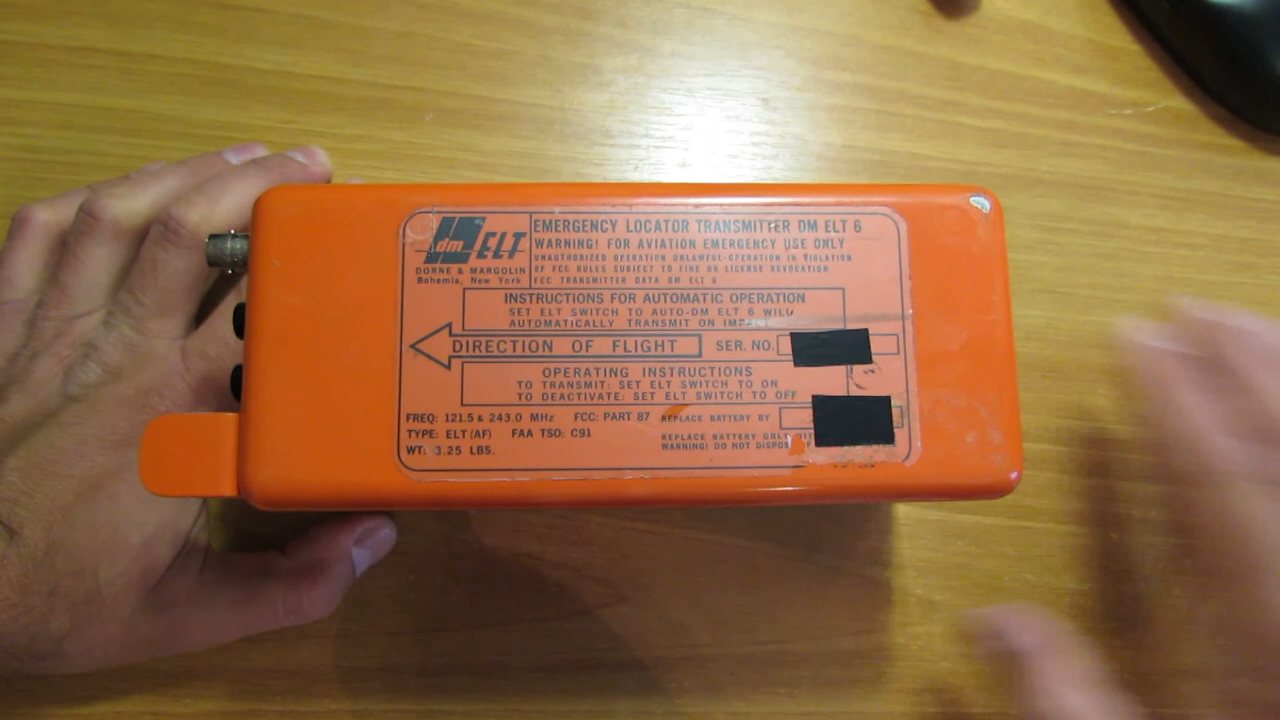 dm ELT
DORNE & MARGOLIN
Bohemia, New York
EMERGENCY LOCATOR TRANSMITTER DM ELT 6
WARNING! FOR AVIATION EMERGENCY USE ONLY
UNAUTHORIZED OPERATION UNLAWFUL-OPERATION IN VIOLATION
OF FCC RULES SUBJECT TO FINE OR LICENSE REVOCATION
FCC TRANSMITTER DATA DM ELT 6
INSTRUCTIONS FOR AUTOMATIC OPERATION
SET ELT SWITCH TO AUTO-DM ELT 6 WILL
AUTOMATICALLY TRANSMIT ON
DIRECTION OF FLIGHT
SER. NO.
OPERATING INSTRUCTIONS
TO TRANSMIT: SET ELT SWITCH TO ON
TO DEACTIVATE: SET ELT SWITCH TO OFF
FREQ: 121.5 & 243.0 MHz FCC: PART 87
TYPE: ELT (AF) FAA TSO: C91
WT: 3.25 LBS.
REPLACE BATTERY BY
REPLACE BATTERY ONLY
WARNING! DO NOT